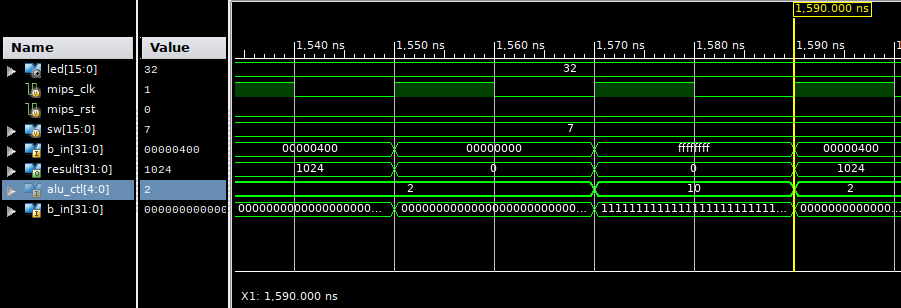 1,590.000 ns
Name Value 1,540 ns 1,550 ns 1,560 ns 1,570 ns 1,580 ns 1,590 ns
led[15:0] 32 32
mips_clk 1
mips_rst 0
sw[15:0] 7 7
b_in[31:0] 00000400 00000400 00000000 ffffffff 00000400
result[31:0] 1024 1024 0 0 1024
alu_ctl[4:0] 2 2 10 2
b_in[31:0] 000000000000 0000000000000000000... 0000000000000000000000000... 1111111111111111111111111... 0000000000000...
X1: 1,590.000 ns